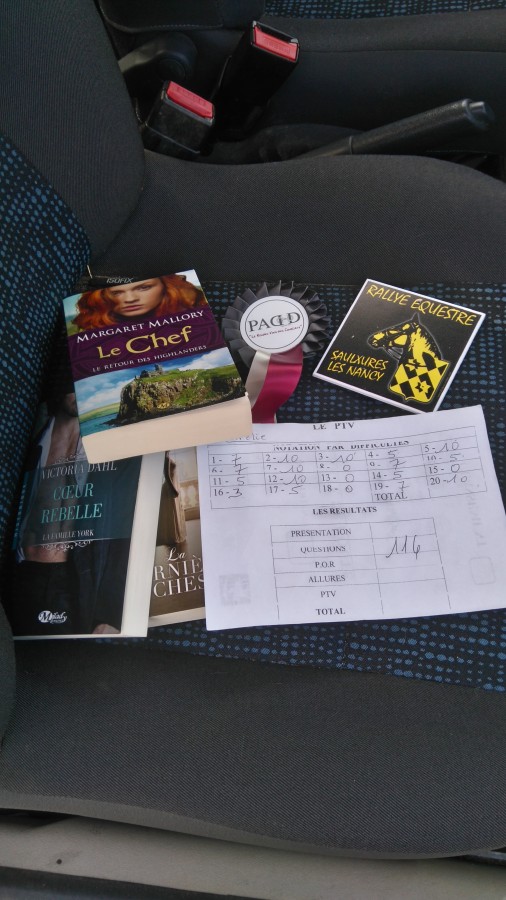 ISOFIX
MARGARET MALLORY
Le Chef
LE RETOUR DES HIGHLANDERS
PADD
RALLYE EQUESTRE
SAULXURES
LES NANCY
VICTORIA DAHL
CŒUR
REBELLE
LA FAMILLE YORK
Milady
La
LE PTV
NOTATION PAR DIFFICULTES
1- 7 2- 10 3- 10 4- 5 5- 10
6- 7 7- 10 8- 0 9- 7 10- 5
11- 5 12- 10 13- 0 14- 5 15- 0
16- 3 17- 5 18- 0 19- 7 20- 10
TOTAL
LES RESULTATS
PRESENTATION
QUESTIONS 116
P.O.R
ALLURES
PTV
TOTAL